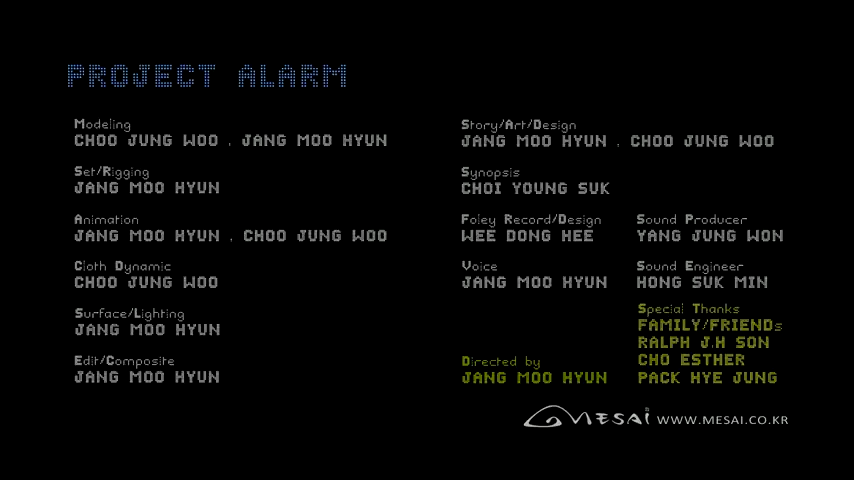 PROJECT ALARM
Modeling
CHOO JUNG WOO . JANG MOO HYUN
Set/Rigging
JANG MOO HYUN
Animation
JANG MOO HYUN . CHOO JUNG WOO
Cloth Dynamic
CHOO JUNG WOO
Surface/Lighting
JANG MOO HYUN
Edit/Composite
JANG MOO HYUN
Story/Art/Design
JANG MOO HYUN . CHOO JUNG WOO
Synopsis
CHOI YOUNG SUK
Foley Record/Design
WEE DONG HEE
Sound Producer
YANG JUNG WON
Voice
JANG MOO HYUN
Sound Engineer
HONG SUK MIN
Special Thanks
FAMILY/FRIENDs
RALPH J.H SON
CHO ESTHER
PACK HYE JUNG
Directed by
JANG MOO HYUN
MESAI WWW.MESAI.CO.KR